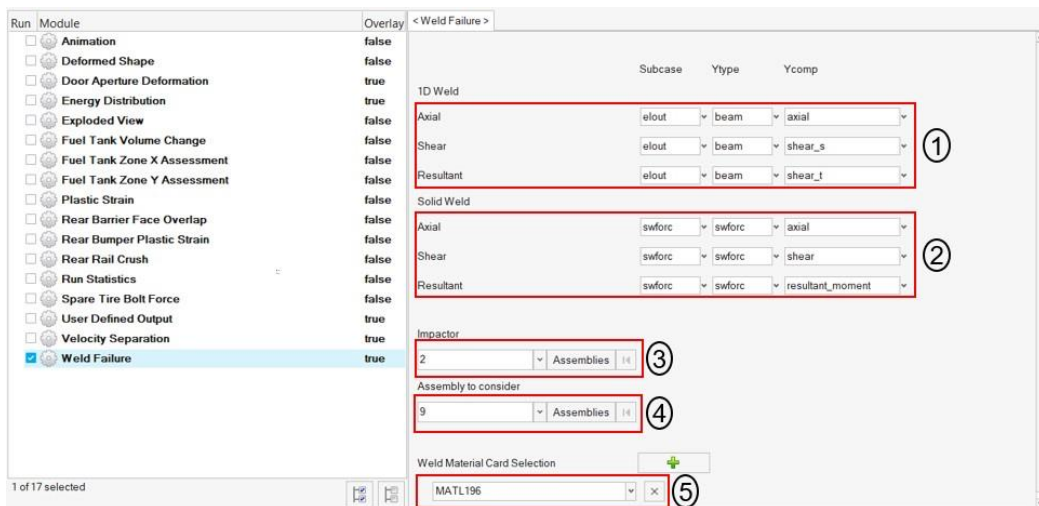 Run Module Overlay
Animation false
Deformed Shape false
Door Aperture Deformation true
Energy Distribution true
Exploded View false
Fuel Tank Volume Change false
Fuel Tank Zone X Assessment false
Fuel Tank Zone Y Assessment false
Plastic Strain false
Rear Barrier Face Overlap false
Rear Bumper Plastic Strain false
Rear Rail Crush false
Run Statistics false
Spare Tire Bolt Force false
User Defined Output true
Velocity Separation true
Weld Failure true
1 of 17 selected
< Weld Failure >
Subcase Ytype Ycomp
1D Weld
Axial elout beam axial
Shear elout beam shear_s
Resultant elout beam shear_t
1
Solid Weld
Axial swforc swforc axial
Shear swforc swforc shear
Resultant swforc swforc resultant_moment
2
Impactor
2 Assemblies
3
Assembly to consider
9 Assemblies
4
Weld Material Card Selection
MATL196
5